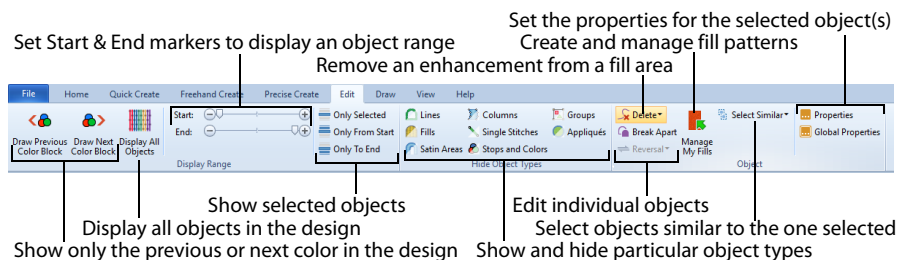 Set the properties for the selected object(s)
Set Start & End markers to display an object range
Create and manage fill patterns
Remove an enhancement from a fill area
File Home Quick Create Freehand Create Precise Create Edit Draw View Help
Start: Only Selected Lines Columns Groups Delete Select Similar Properties
End: Only From Start Fills Single Stitches Appliqués Break Apart Global Properties
Draw Previous Draw Next Display All Only To End Satin Areas Stops and Colors Reversal Manage
Color Block Color Block Objects My Fills
Display Range Hide Object Types Object
Show selected objects Edit individual objects
Display all objects in the design Select objects similar to the one selected
Show only the previous or next color in the design Show and hide particular object types